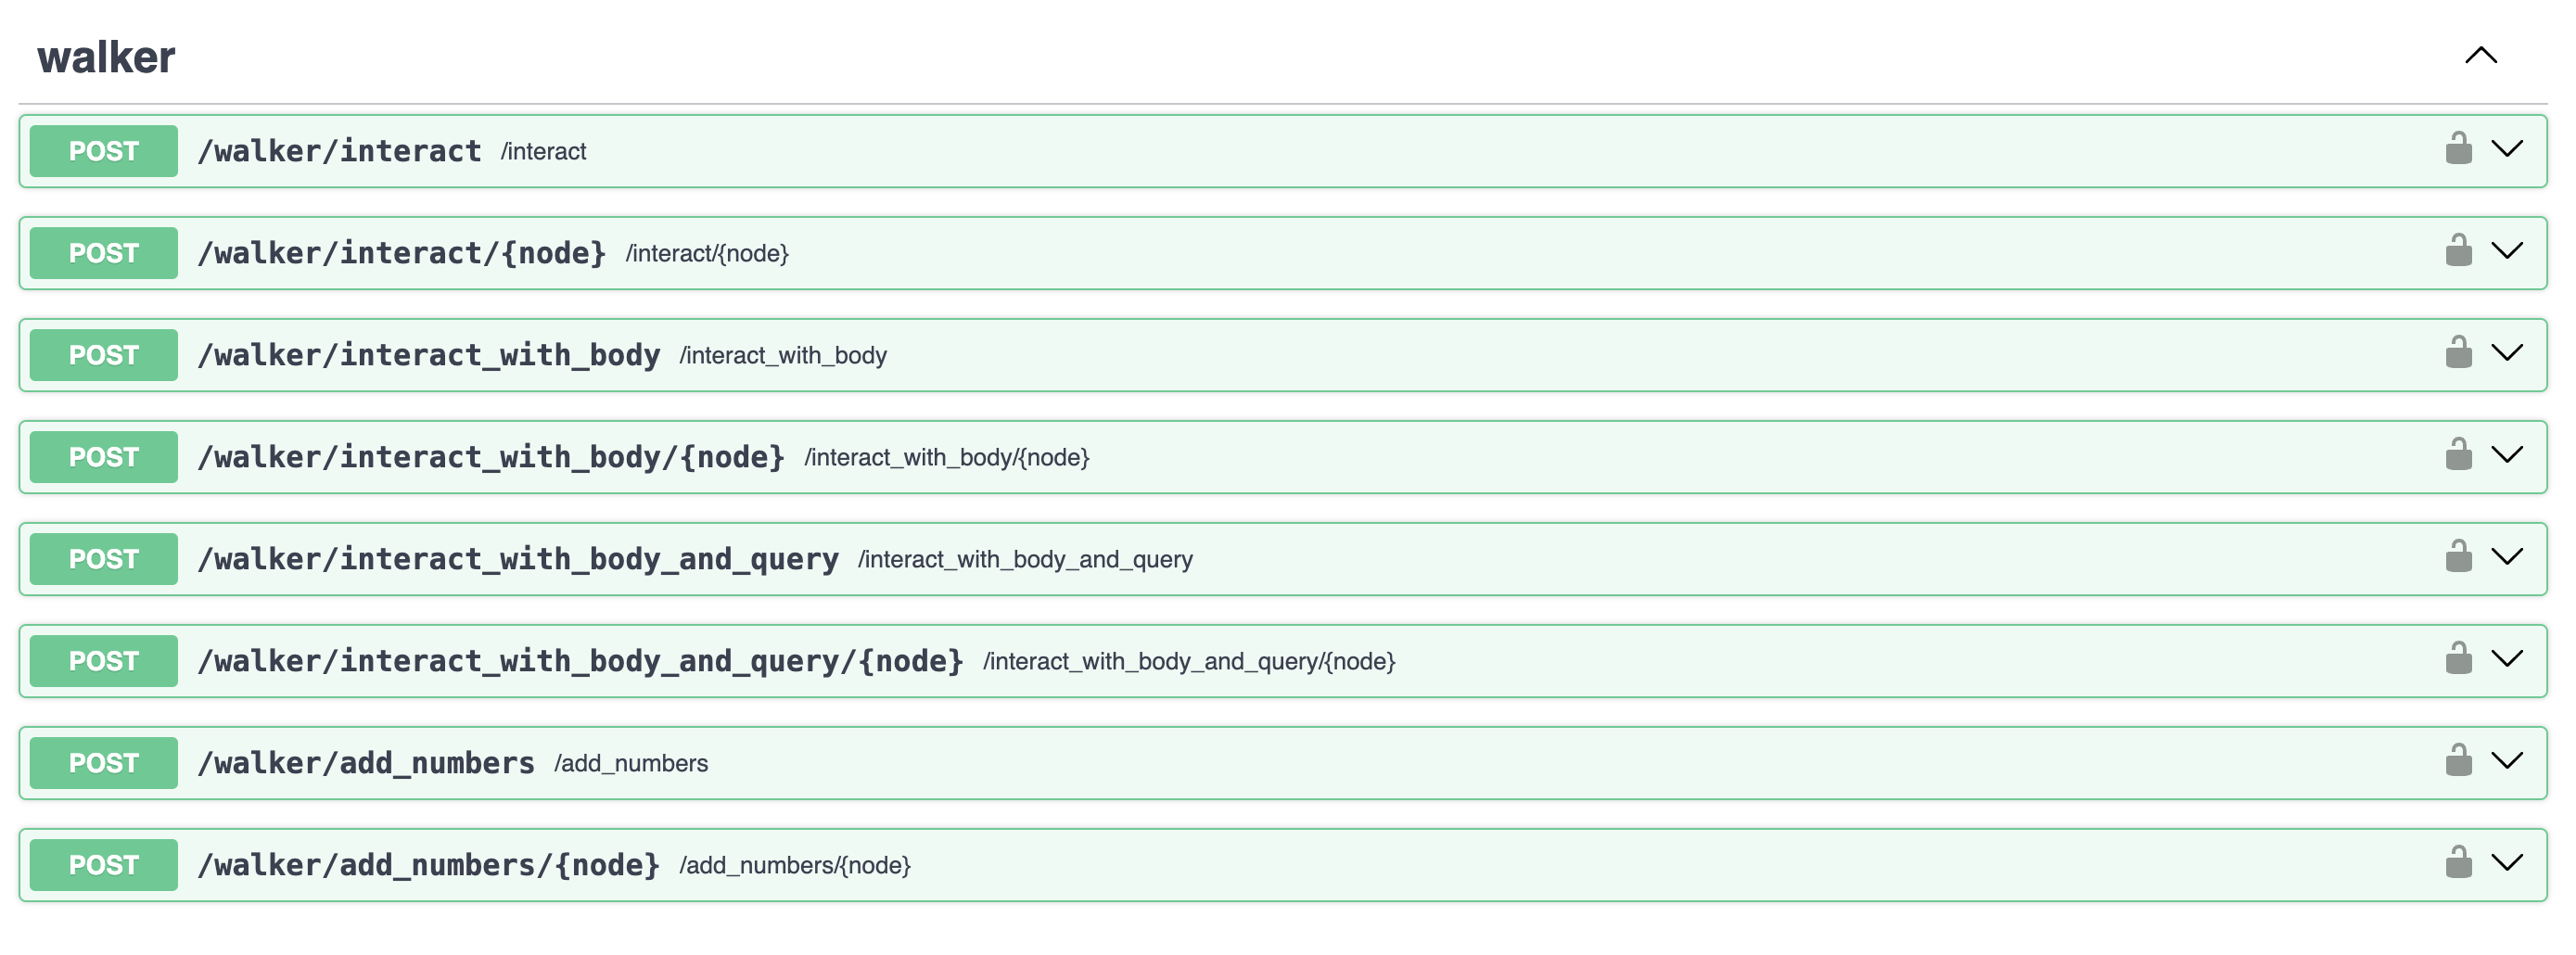 walker
POST /walker/interact /interact
POST /walker/interact/{node} /interact/{node}
POST /walker/interact_with_body /interact_with_body
POST /walker/interact_with_body/{node} /interact_with_body/{node}
POST /walker/interact_with_body_and_query /interact_with_body_and_query
POST /walker/interact_with_body_and_query/{node} /interact_with_body_and_query/{node}
POST /walker/add_numbers /add_numbers
POST /walker/add_numbers/{node} /add_numbers/{node}